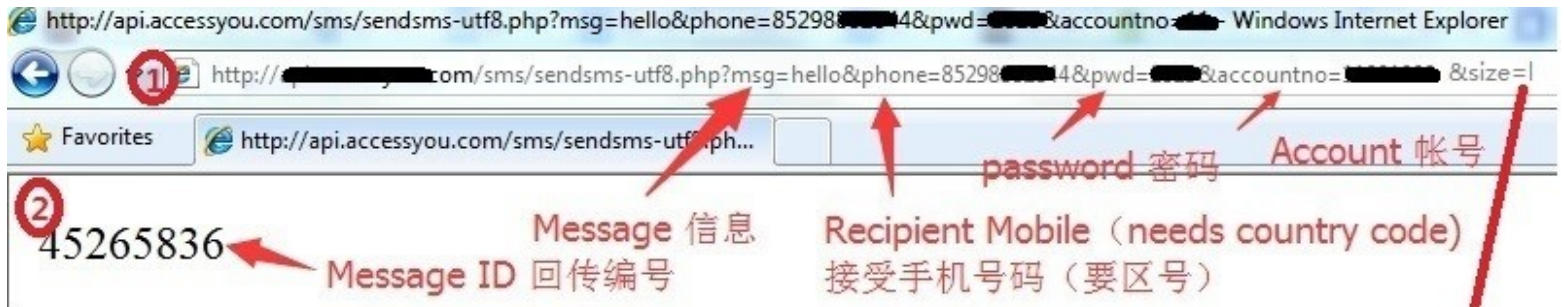 http://api.accessyou.com/sms/sendsms-utf8.php?msg=hello&phone=85298 44&pwd= &accountno= - Windows Internet Explorer
① http:// com/sms/sendsms-utf8.php?msg=hello&phone=85298 4&pwd= &accountno= &size=l
Favorites http://api.accessyou.com/sms/sendsms-utf8.ph...
password 密码 Account 帐号
②
45265836
Message 信息 Recipient Mobile（needs country code)
Message ID 回传编号 接受手机号码（要区号）